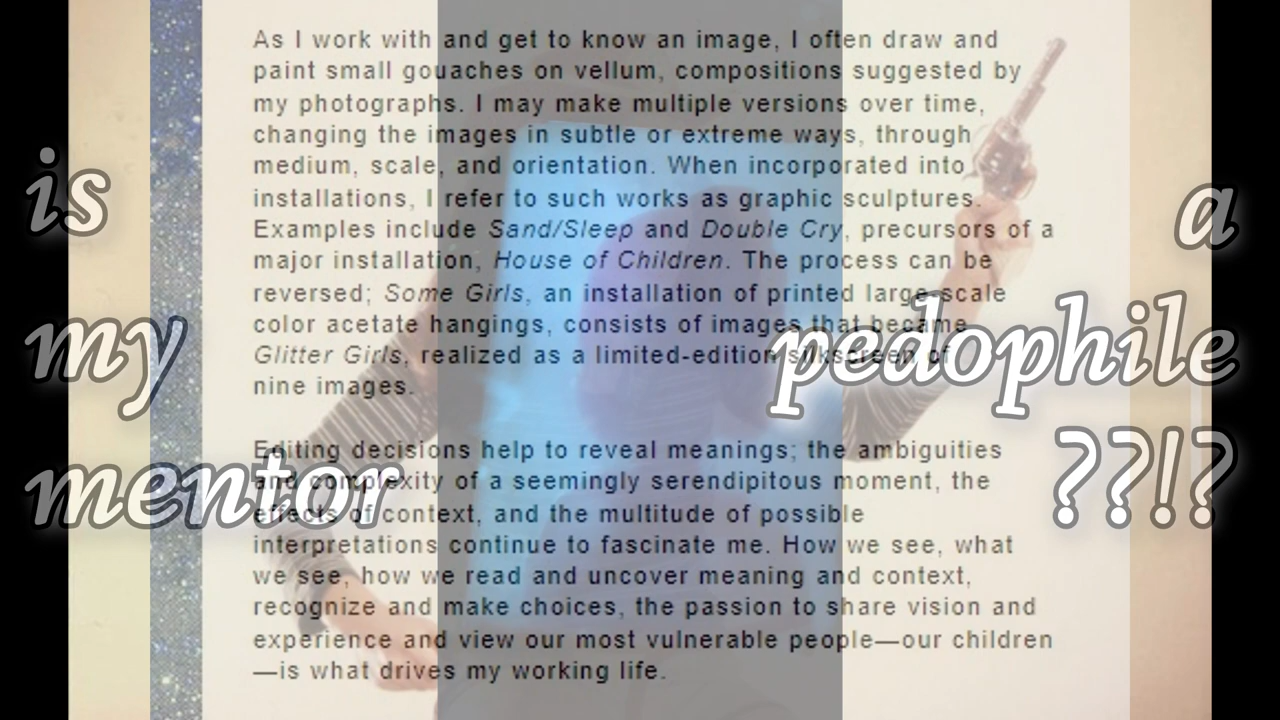 As I work with and get to know an image, I often draw and
paint small gouaches on vellum, compositions suggested by
my photographs. I may make multiple versions over time,
changing the images in subtle or extreme ways, through
medium, scale, and orientation. When incorporated into
installations, I refer to such works as graphic sculptures.
Examples include Sand/Sleep and Double Cry, precursors of a
major installation, House of Children. The process can be
reversed; Some Girls, an installation of printed large-scale
color acetate hangings, consists of images that became
Glitter Girls, realized as a limited-edition silkscreen of
nine images.
Editing decisions help to reveal meanings; the ambiguities
and complexity of a seemingly serendipitous moment, the
effects of context, and the multitude of possible
interpretations continue to fascinate me. How we see, what
we see, how we read and uncover meaning and context,
recognize and make choices, the passion to share vision and
experience and view our most vulnerable people—our children
—is what drives my working life.
is
my
mentor
a
pedophile
??!?